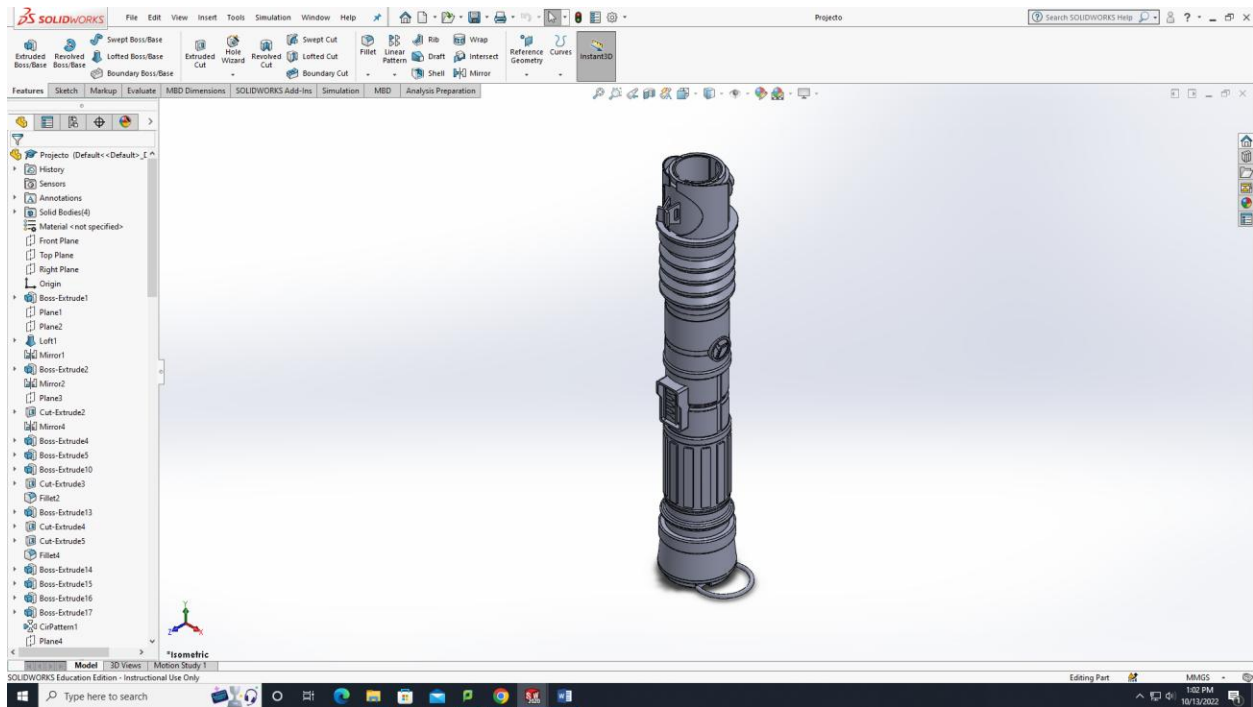 SOLIDWORKS File Edit View Insert Tools Simulation Window Help Projecto Search SOLIDWORKS Help
Extruded Boss/Base
Revolved Boss/Base
Swept Boss/Base
Lofted Boss/Base
Boundary Boss/Base
Extruded Cut
Hole Wizard
Revolved Cut
Swept Cut
Lofted Cut
Boundary Cut
Fillet
Linear Pattern
Rib
Draft
Shell
Wrap
Intersect
Mirror
Reference Geometry
Curves
Instant3D
Features Sketch Markup Evaluate MBD Dimensions SOLIDWORKS Add-Ins Simulation MBD Analysis Preparation
Projecto (Default<<Default>_D
History
Sensors
Annotations
Solid Bodies(4)
Material <not specified>
Front Plane
Top Plane
Right Plane
Origin
Boss-Extrude1
Plane1
Plane2
Loft1
Mirror1
Boss-Extrude2
Mirror2
Plane3
Cut-Extrude2
Mirror4
Boss-Extrude4
Boss-Extrude5
Boss-Extrude10
Cut-Extrude3
Fillet2
Boss-Extrude13
Cut-Extrude4
Cut-Extrude5
Fillet4
Boss-Extrude14
Boss-Extrude15
Boss-Extrude16
Boss-Extrude17
CirPattern1
Plane4
Y
Z X
*Isometric
Model 3D Views Motion Study 1
SOLIDWORKS Education Edition - Instructional Use Only Editing Part MMGS
Type here to search
1:02 PM
10/13/2022